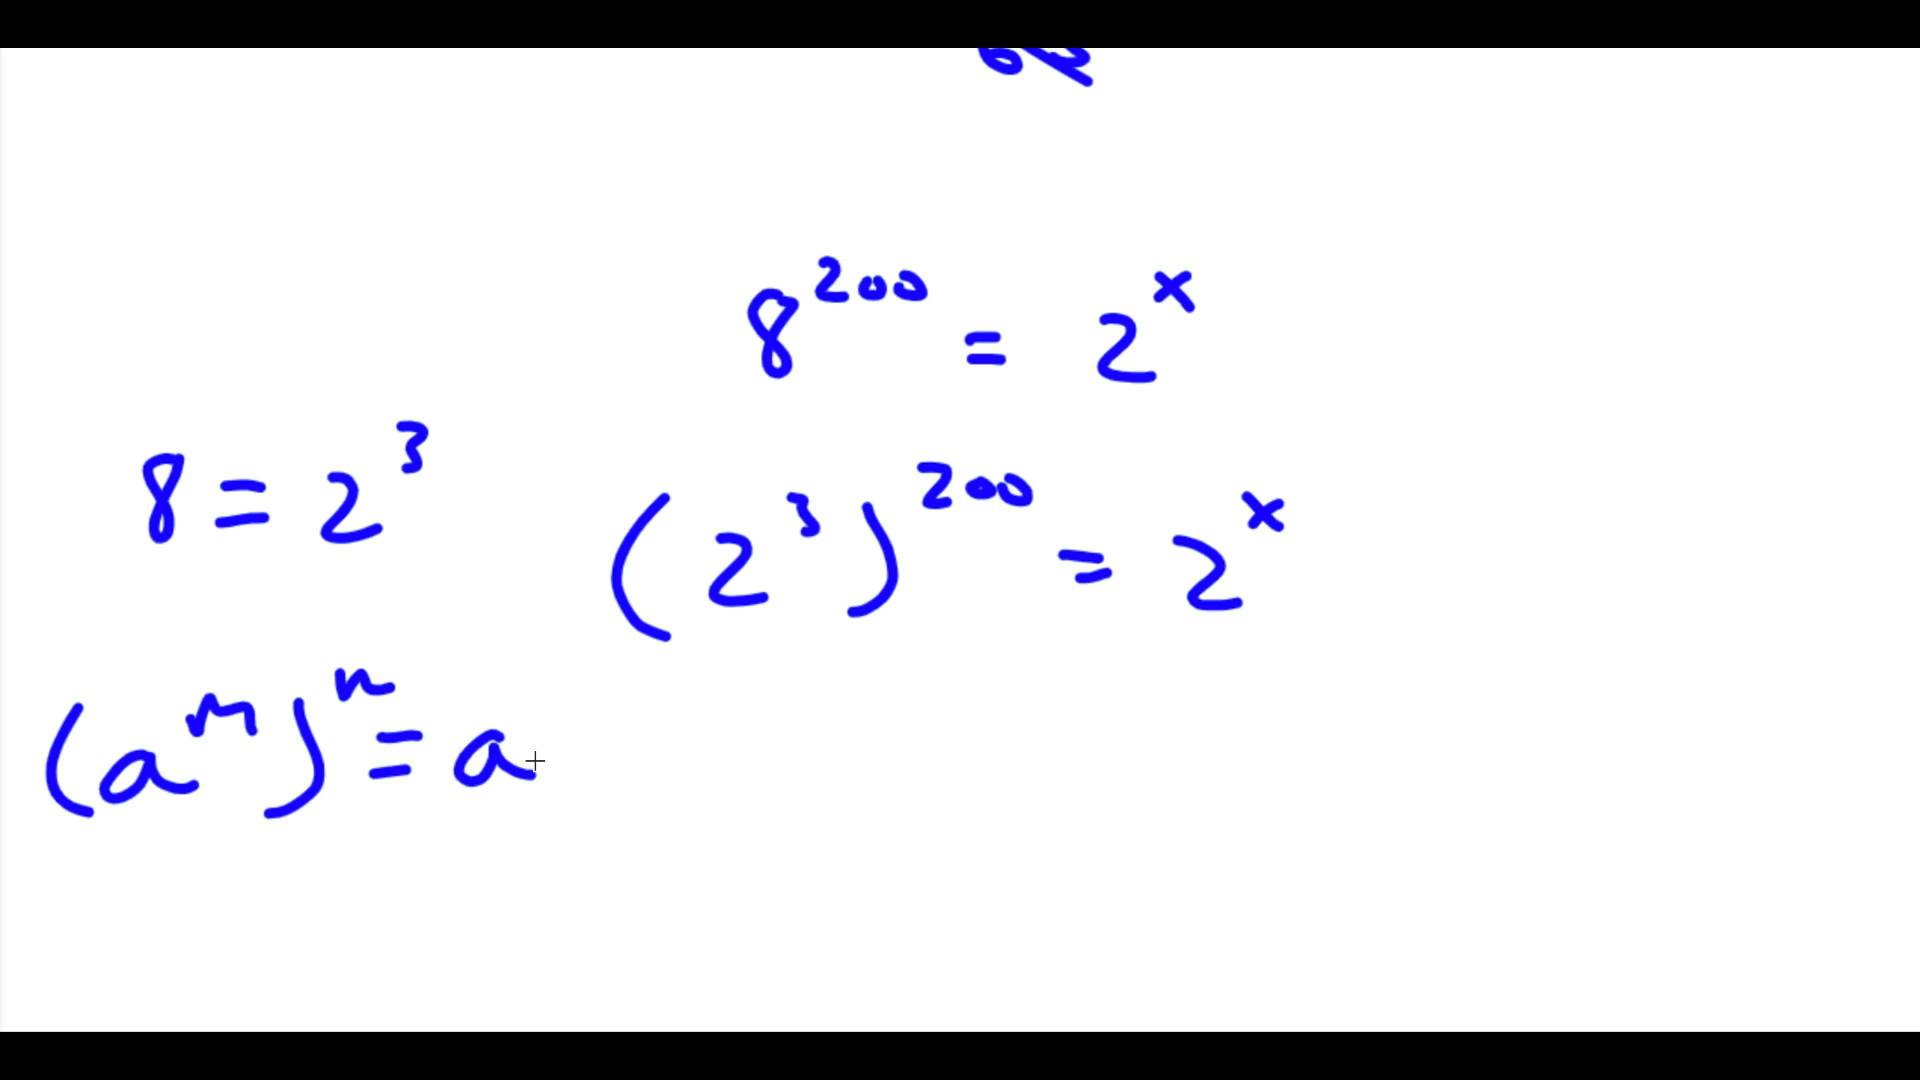 8^200 = 2^x
8 = 2^3
(2^3)^200 = 2^x
(a^m)^n = a